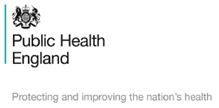 Public Health
England
Protecting and improving the nation's health